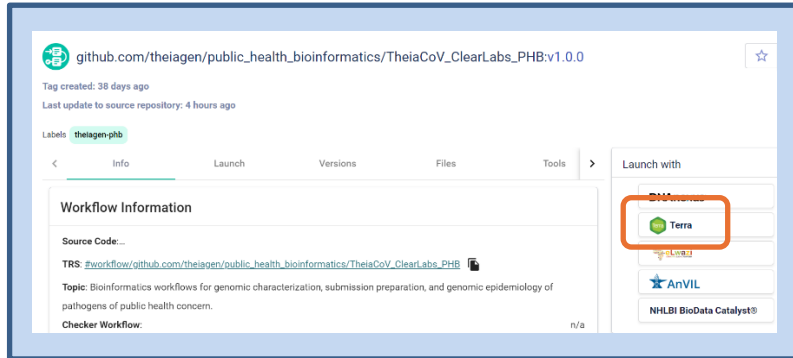 github.com/theiagen/public_health_bioinformatics/TheiaCoV_ClearLabs_PHB:v1.0.0
Tag created: 38 days ago
Last update to source repository: 4 hours ago
Labels theiagen-phb
Info Launch Versions Files Tools
Launch with
Workflow Information
Source Code:...
TRS: #workflow/github.com/theiagen/public_health_bioinformatics/TheiaCoV_ClearLabs_PHB
Topic: Bioinformatics workflows for genomic characterization, submission preparation, and genomic epidemiology of
pathogens of public health concern.
Checker Workflow: n/a
DNAnexus
Terra
eLwazi
AnVIL
NHLBI BioData Catalyst®